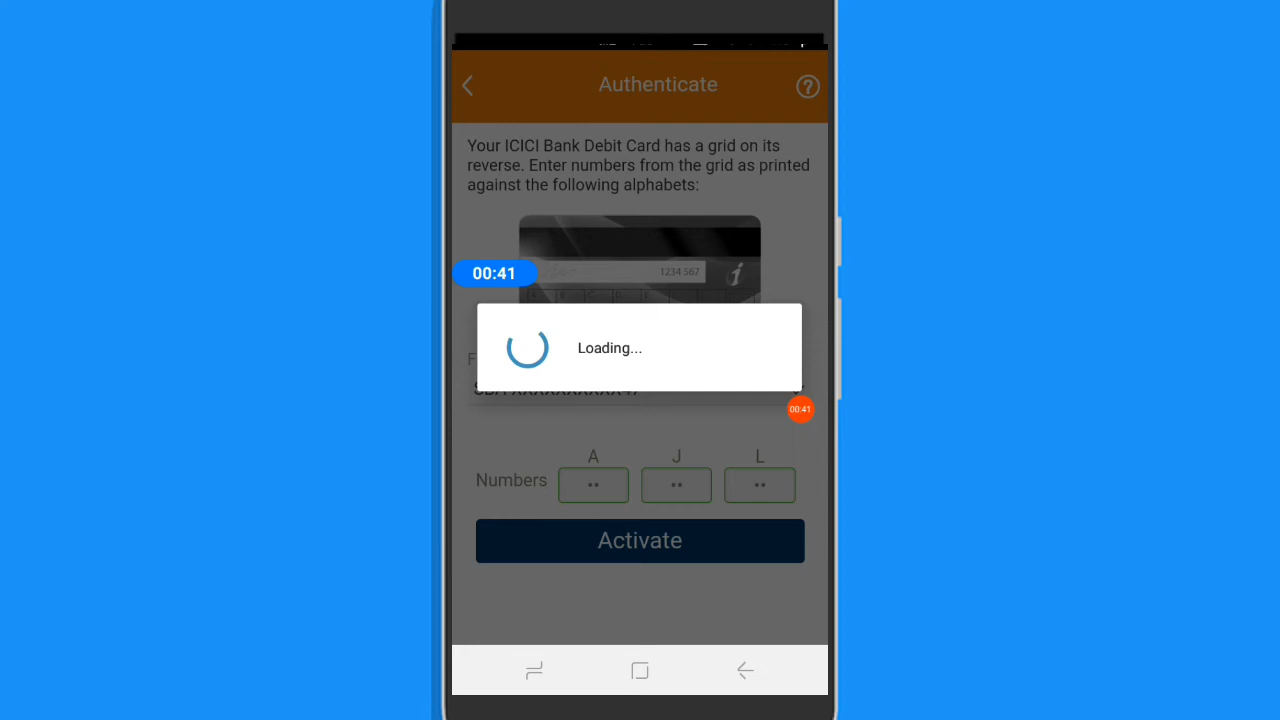 Authenticate
?
Your ICICI Bank Debit Card has a grid on its
reverse. Enter numbers from the grid as printed
against the following alphabets:
1234 567
00:41
Loading...
00:41
A J L
Numbers •• •• ••
Activate